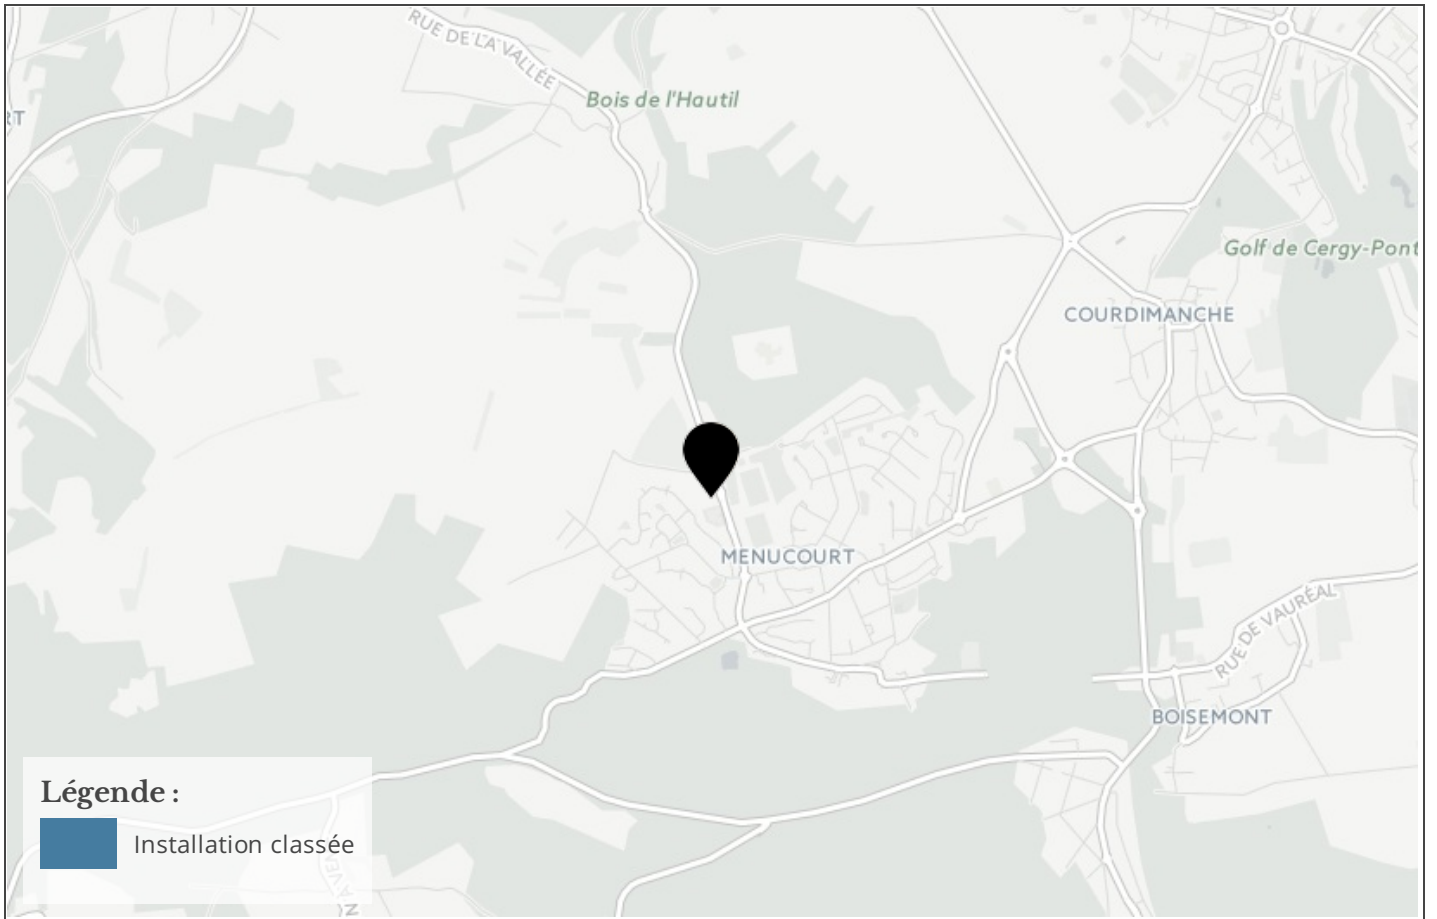 RUE DE LA VALLÉE
Bois de l'Hautil
RT
Golf de Cergy-Pont
COURDIMANCHE
MENUCOURT
RUE DE VAURÉAL
BOISEMONT
Légende :
Installation classée